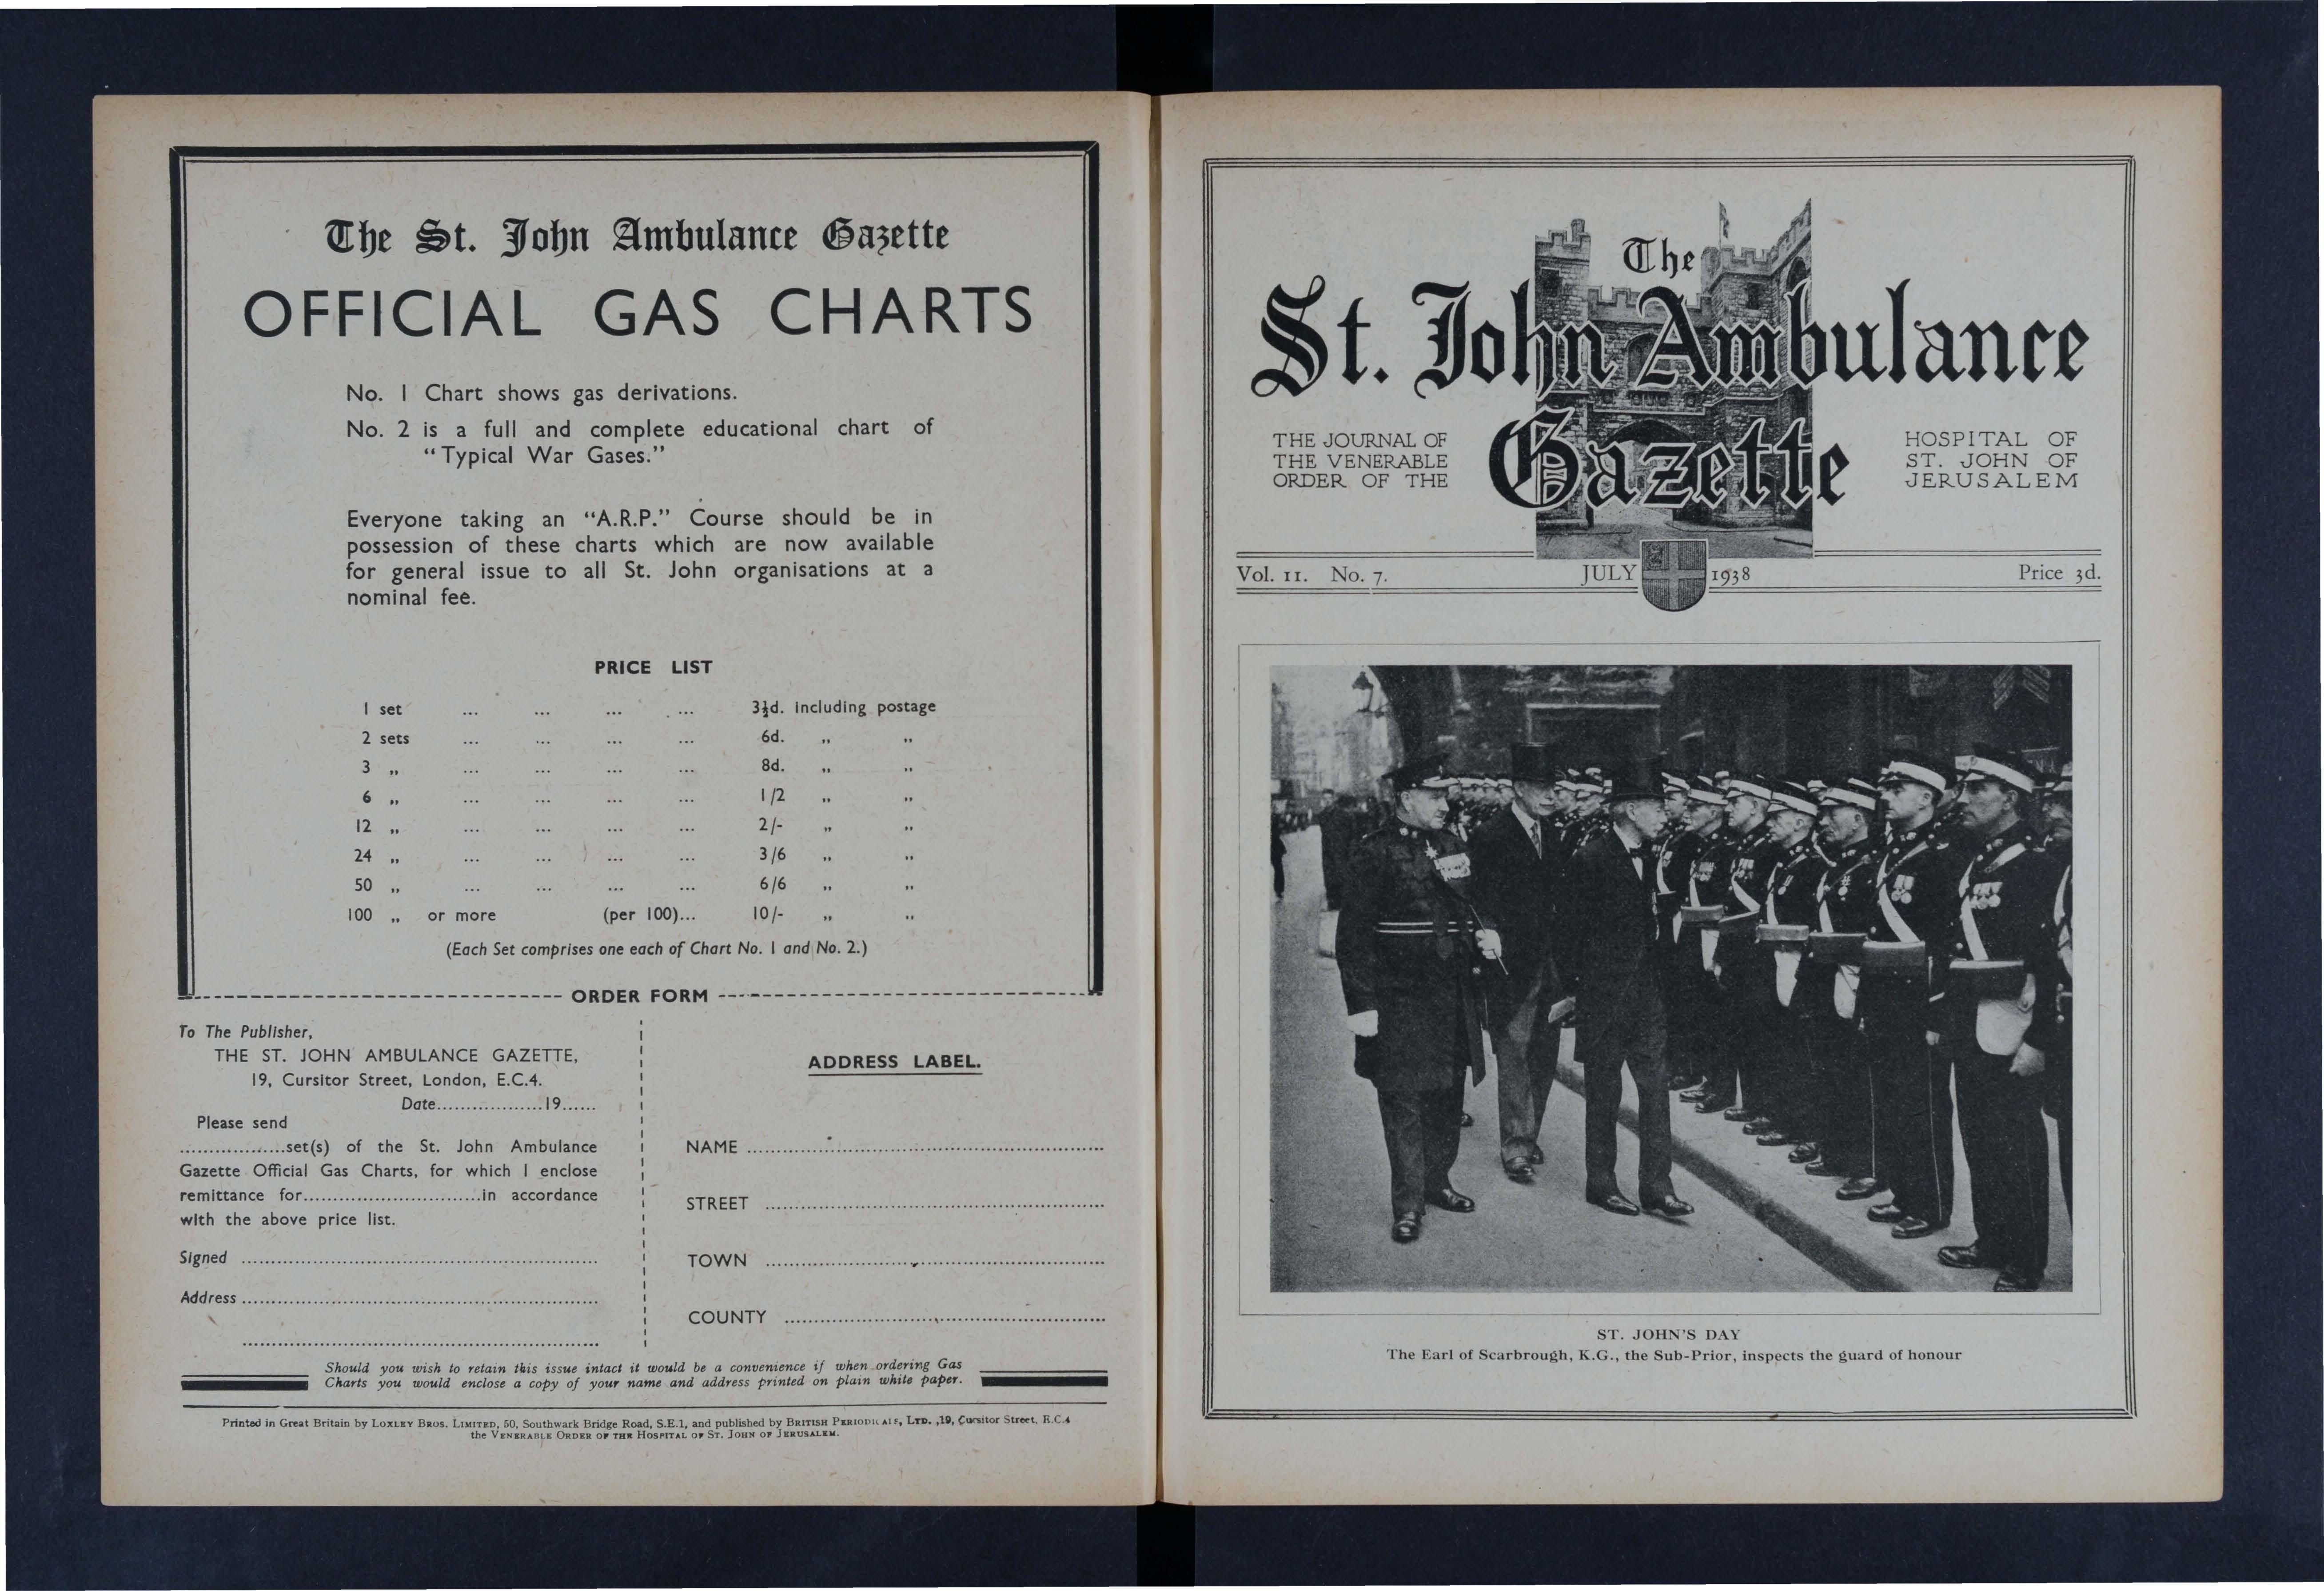 The St. John Ambulance Gazette
OFFICIAL GAS CHARTS
No. 1 Chart shows gas derivations.
No. 2 is a full and complete educational chart of
“Typical War Gases.”
Everyone taking an “A.R.P.” Course should be in
possession of these charts which are now available
for general issue to all St. John organisations at a
nominal fee.
PRICE LIST
1 set ... ... ... ... 3½d. including postage
2 sets ... ... ... ... 6d. ,, ,,
3 ,, ... ... ... ... 8d. ,, ,,
6 ,, ... ... ... ... 1/2 ,, ,,
12 ,, ... ... ... ... 2/- ,, ,,
24 ,, ... ... ... ... 3/6 ,, ,,
50 ,, ... ... ... ... 6/6 ,, ,,
100 ,, or more (per 100)... 10/- ,, ,,
(Each Set comprises one each of Chart No. 1 and No. 2.)
ORDER FORM
To The Publisher,
THE ST. JOHN AMBULANCE GAZETTE,
19, Cursitor Street, London, E.C.4.
Date..................19......
Please send
..................set(s) of the St. John Ambulance
Gazette Official Gas Charts, for which I enclose
remittance for..............................in accordance
with the above price list.
Signed ............................................................
Address ............................................................
ADDRESS LABEL.
NAME ............................................................
STREET ............................................................
TOWN ............................................................
COUNTY ............................................................
Should you wish to retain this issue intact it would be a convenience if when ordering Gas
Charts you would enclose a copy of your name and address printed on plain white paper.
Printed in Great Britain by LOXLEY BROS. LIMITED, 50, Southwark Bridge Road, S.E.1, and published by BRITISH PERIODICALS, LTD. ,19, Cursitor Street, E.C.4
the VENERABLE ORDER OF THE HOSPITAL OF ST. JOHN OF JERUSALEM.
The
St. John Ambulance
Gazette
THE JOURNAL OF
THE VENERABLE
ORDER OF THE
HOSPITAL OF
ST. JOHN OF
JERUSALEM
Vol. 11. No. 7. JULY 1938 Price 3d.
ST. JOHN'S DAY
The Earl of Scarbrough, K.G., the Sub-Prior, inspects the guard of honour